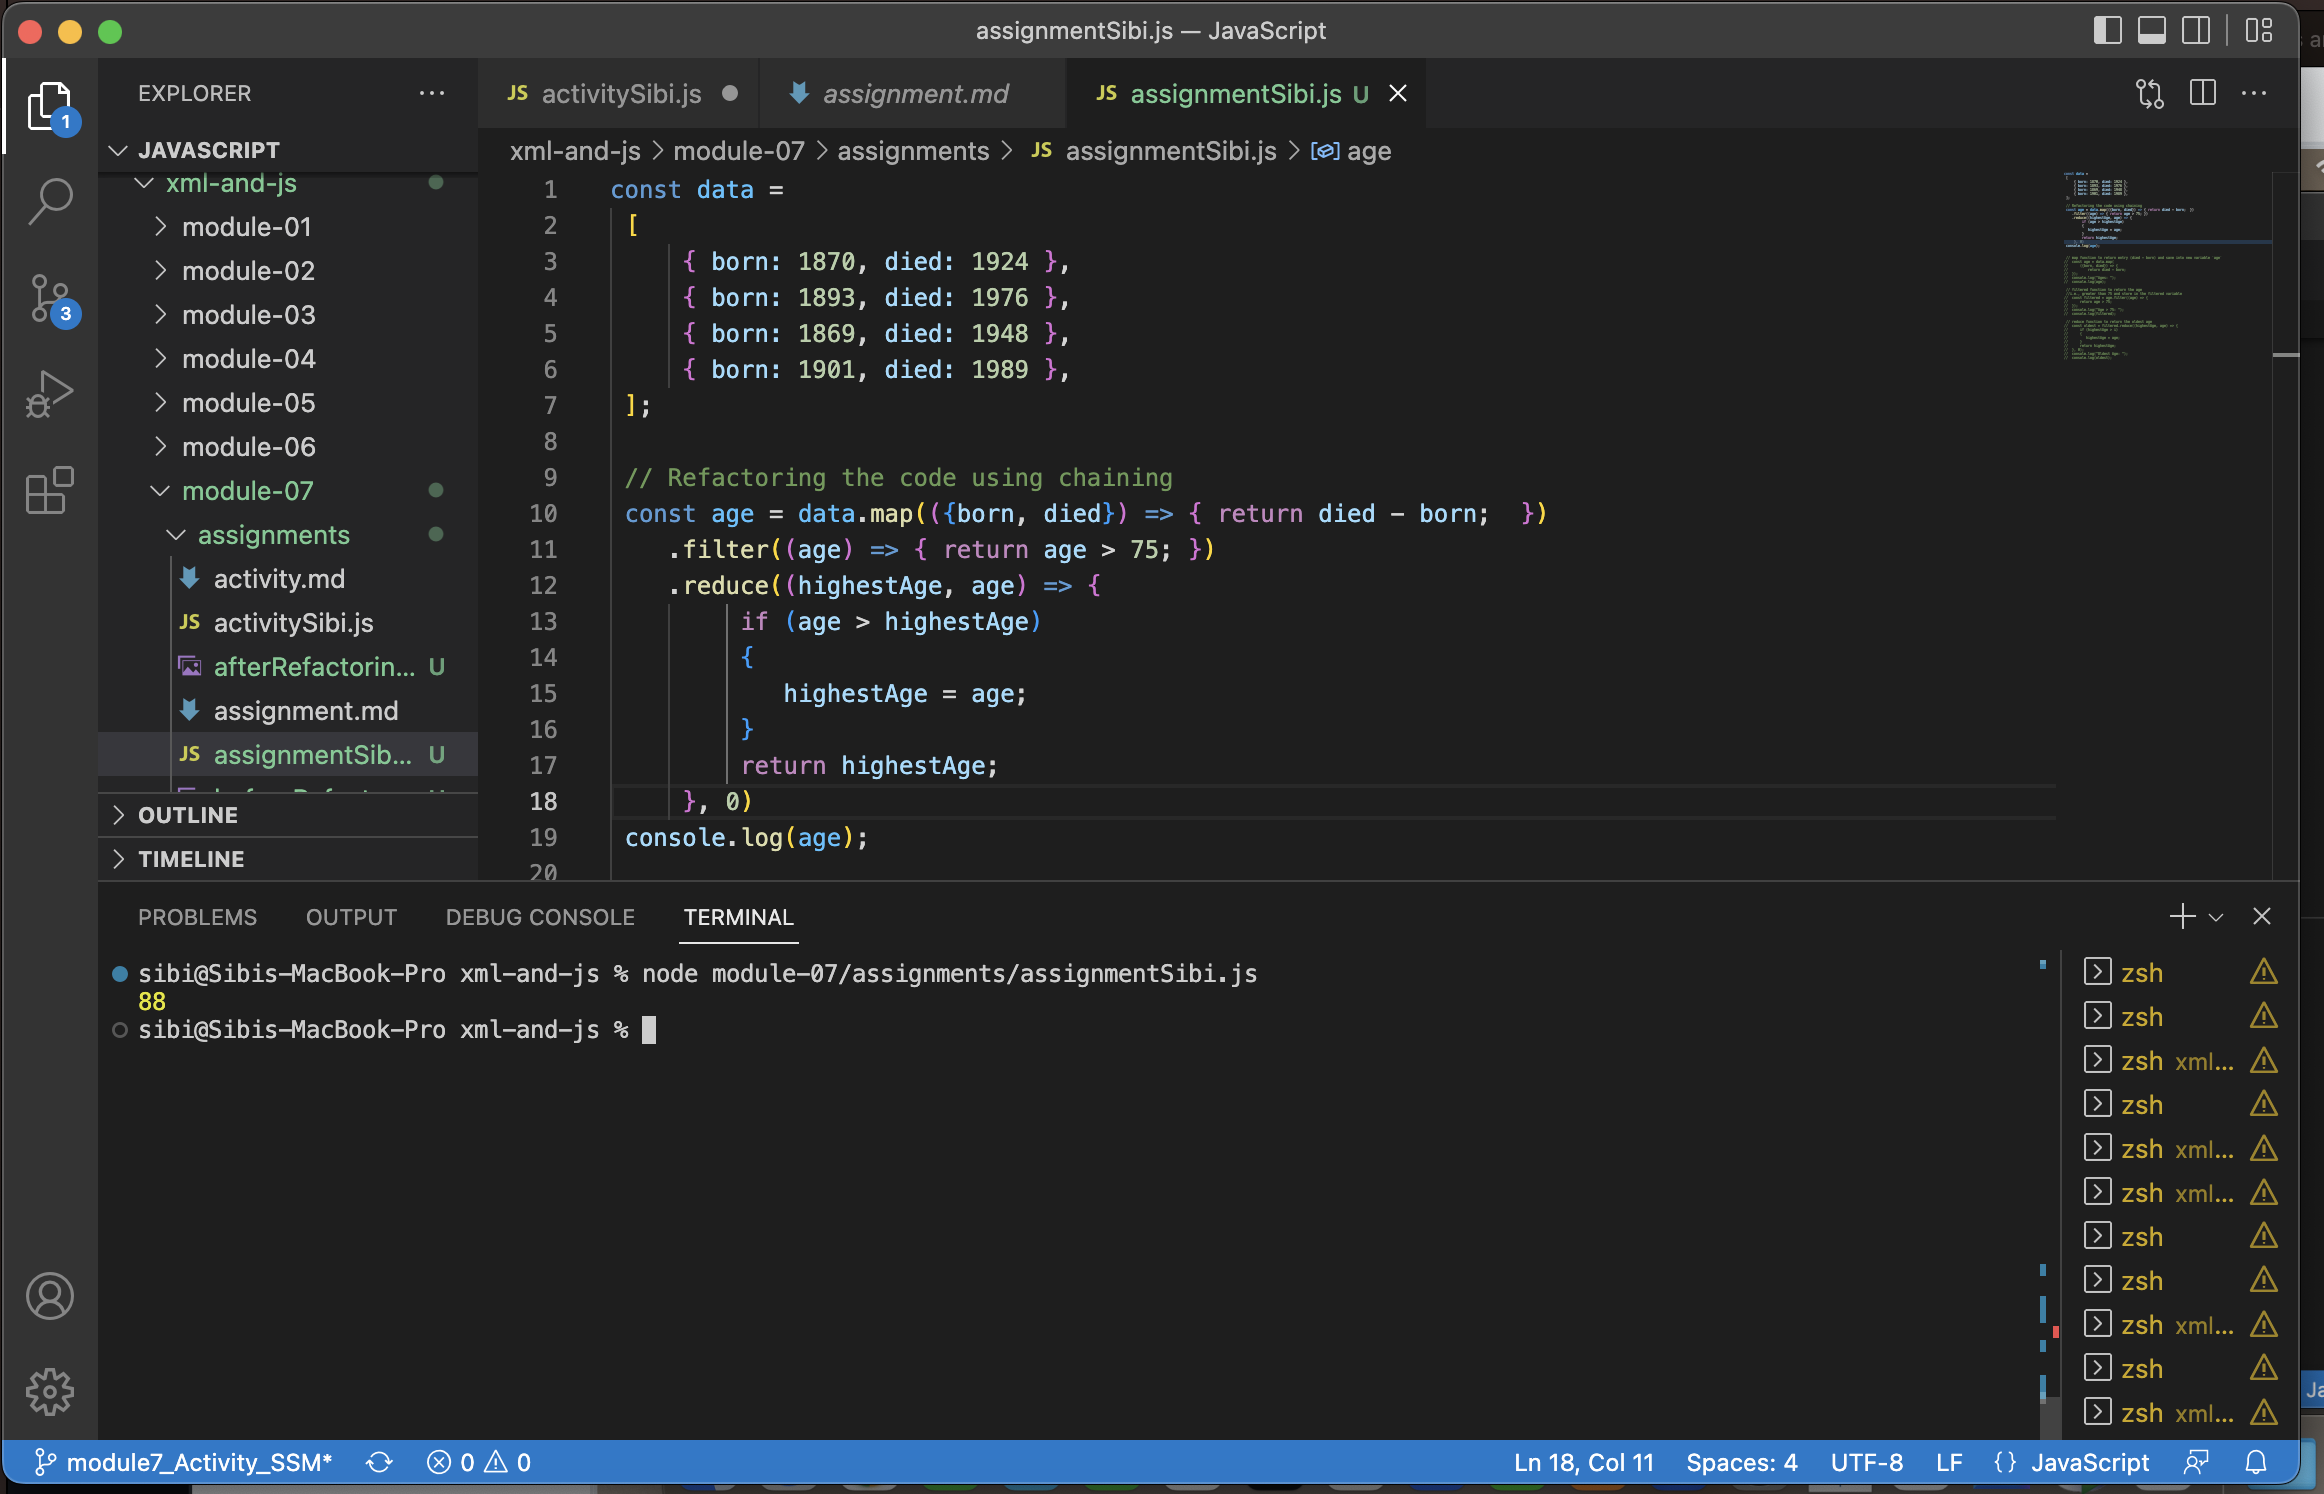 assignmentSibi.js — JavaScript
EXPLORER
JS activitySibi.js
assignment.md
JS assignmentSibi.js U
1
JAVASCRIPT
xml-and-js > module-07 > assignments > JS assignmentSibi.js > age
xml-and-js
module-01
module-02
module-03
module-04
module-05
module-06
module-07
assignments
activity.md
JS activitySibi.js
afterRefactorin... U
assignment.md
JS assignmentSib... U
OUTLINE
TIMELINE
3
1 const data =
2 [
3 { born: 1870, died: 1924 },
4 { born: 1893, died: 1976 },
5 { born: 1869, died: 1948 },
6 { born: 1901, died: 1989 },
7 ];
8
9 // Refactoring the code using chaining
10 const age = data.map(({born, died}) => { return died - born;  })
11 .filter((age) => { return age > 75; })
12 .reduce((highestAge, age) => {
13 if (age > highestAge)
14 {
15 highestAge = age;
16 }
17 return highestAge;
18 }, 0)
19 console.log(age);
20
PROBLEMS OUTPUT DEBUG CONSOLE TERMINAL
sibi@Sibis-MacBook-Pro xml-and-js % node module-07/assignments/assignmentSibi.js
88
sibi@Sibis-MacBook-Pro xml-and-js %
zsh
zsh
zsh xml...
zsh
zsh xml...
zsh xml...
zsh
zsh
zsh xml...
zsh
zsh xml...
module7_Activity_SSM* 0 0 Ln 18, Col 11 Spaces: 4 UTF-8 LF {} JavaScript